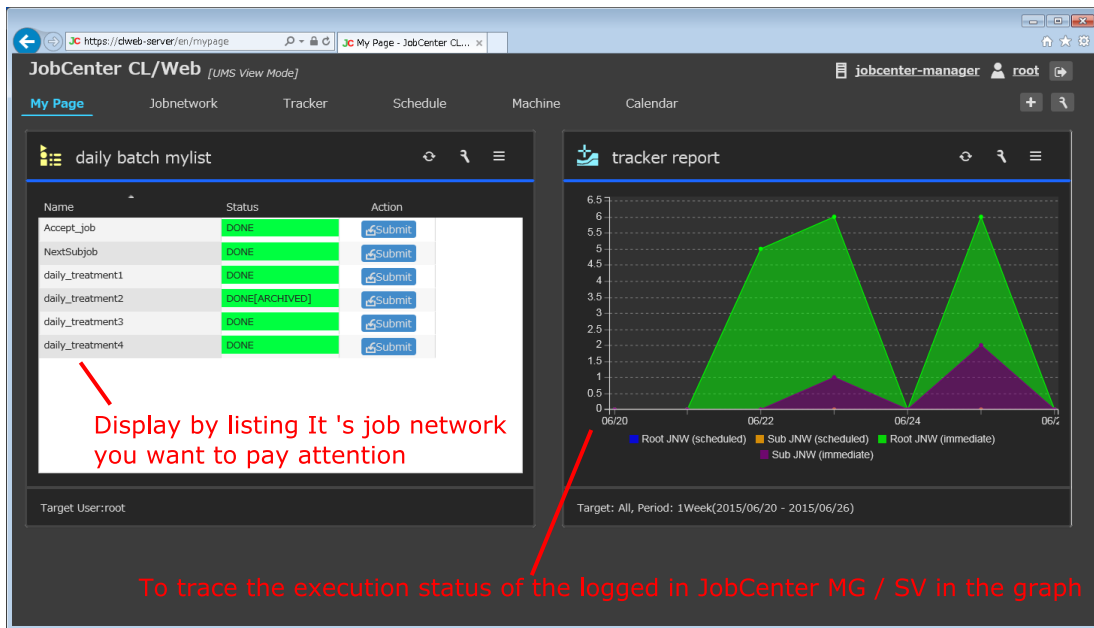 JC https://clweb-server/en/mypage
JC My Page - JobCenter CL... ×
JobCenter CL/Web [UMS View Mode]
jobcenter-manager root
My Page Jobnetwork Tracker Schedule Machine Calendar
daily batch mylist
Name Status Action
Accept_job DONE Submit
NextSubjob DONE Submit
daily_treatment1 DONE Submit
daily_treatment2 DONE[ARCHIVED] Submit
daily_treatment3 DONE Submit
daily_treatment4 DONE Submit
Display by listing It 's job network
you want to pay attention
Target User:root
tracker report
6.5
6
5.5
5
4.5
4
3.5
3
2.5
2
1.5
1
0.5
0
06/20 06/22 06/24 06/2
Root JNW (scheduled) Sub JNW (scheduled) Root JNW (immediate)
Sub JNW (immediate)
Target: All, Period: 1Week(2015/06/20 - 2015/06/26)
To trace the execution status of the logged in JobCenter MG / SV in the graph